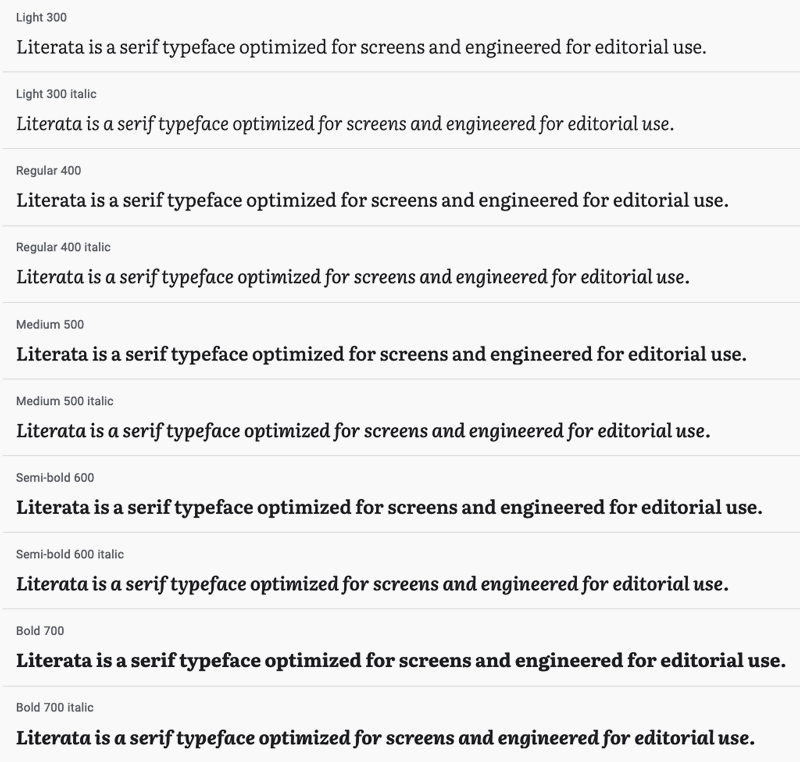 Light 300
Literata is a serif typeface optimized for screens and engineered for editorial use.
Light 300 italic
Literata is a serif typeface optimized for screens and engineered for editorial use.
Regular 400
Literata is a serif typeface optimized for screens and engineered for editorial use.
Regular 400 italic
Literata is a serif typeface optimized for screens and engineered for editorial use.
Medium 500
Literata is a serif typeface optimized for screens and engineered for editorial use.
Medium 500 italic
Literata is a serif typeface optimized for screens and engineered for editorial use.
Semi-bold 600
Literata is a serif typeface optimized for screens and engineered for editorial use.
Semi-bold 600 italic
Literata is a serif typeface optimized for screens and engineered for editorial use.
Bold 700
Literata is a serif typeface optimized for screens and engineered for editorial use.
Bold 700 italic
Literata is a serif typeface optimized for screens and engineered for editorial use.